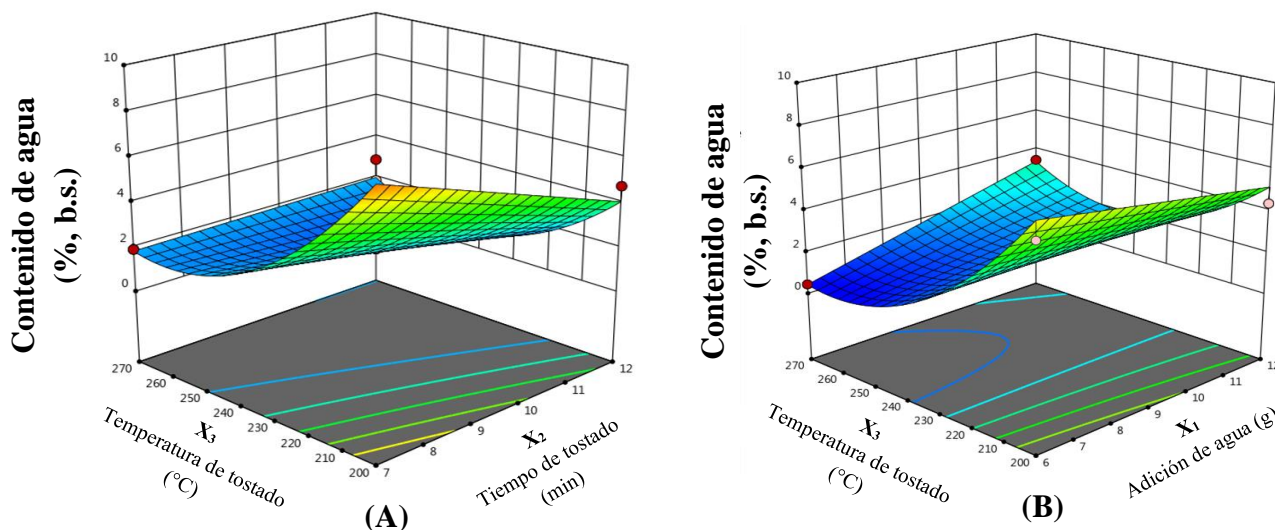 Contenido de agua
(%, b.s.)
10
8
6
4
2
0
270
260
250
240
230
220
210
200
X3
Temperatura de tostado
(°C)
7
8
9
10
11
12
X2
Tiempo de tostado
(min)
(A)
Contenido de agua
(%, b.s.)
10
8
6
4
2
0
270
260
250
240
230
220
210
200
X3
Temperatura de tostado
(°C)
6
7
8
9
10
11
12
X1
Adición de agua (g)
(B)